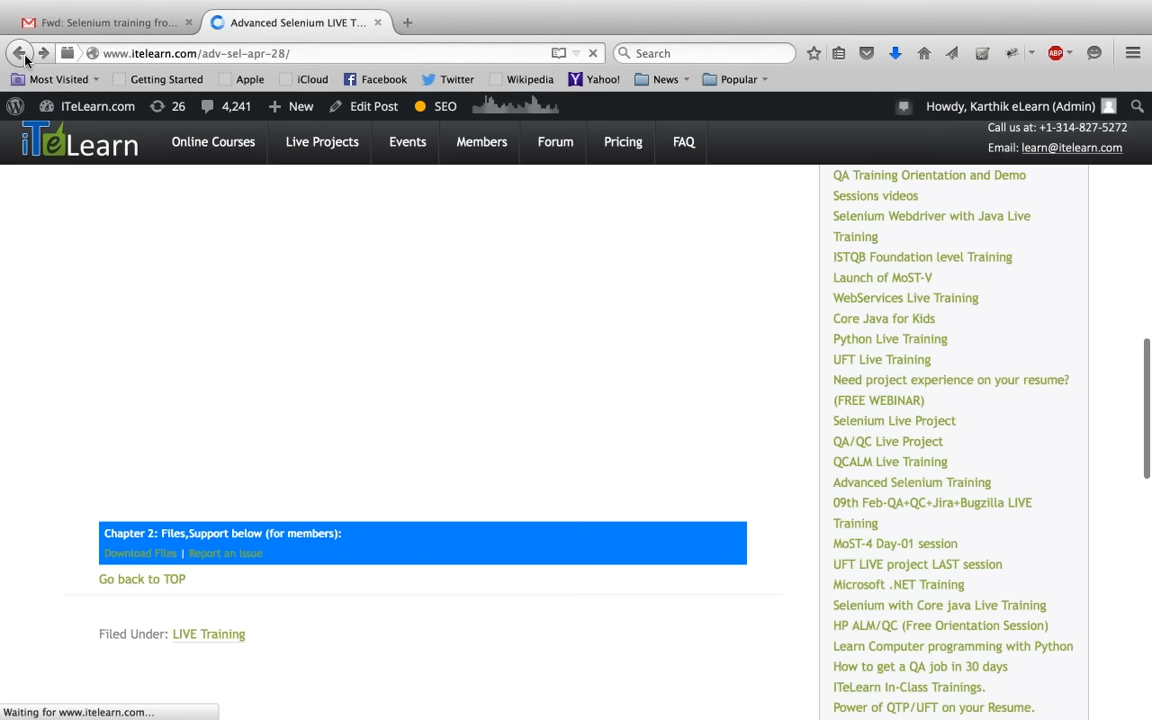 Fwd: Selenium training fro...
Advanced Selenium LIVE T...
www.itelearn.com/adv-sel-apr-28/
Search
Most Visited
Getting Started
Apple
iCloud
Facebook
Twitter
Wikipedia
Yahoo!
News
Popular
ITeLearn.com
26
4,241
New
Edit Post
SEO
Howdy, Karthik eLearn (Admin)
iTeLearn
Online Courses
Live Projects
Events
Members
Forum
Pricing
FAQ
Call us at: +1-314-827-5272
Email: learn@itelearn.com
QA Training Orientation and Demo
Sessions videos
Selenium Webdriver with Java Live
Training
ISTQB Foundation level Training
Launch of MoST-V
WebServices Live Training
Core Java for Kids
Python Live Training
UFT Live Training
Need project experience on your resume?
(FREE WEBINAR)
Selenium Live Project
QA/QC Live Project
QCALM Live Training
Advanced Selenium Training
09th Feb-QA+QC+Jira+Bugzilla LIVE
Training
MoST-4 Day-01 session
UFT LIVE project LAST session
Microsoft .NET Training
Selenium with Core java Live Training
HP ALM/QC (Free Orientation Session)
Learn Computer programming with Python
How to get a QA job in 30 days
ITeLearn In-Class Trainings.
Power of QTP/UFT on your Resume.
Chapter 2: Files,Support below (for members):
Download Files | Report an Issue
Go back to TOP
Filed Under: LIVE Training
Waiting for www.itelearn.com...